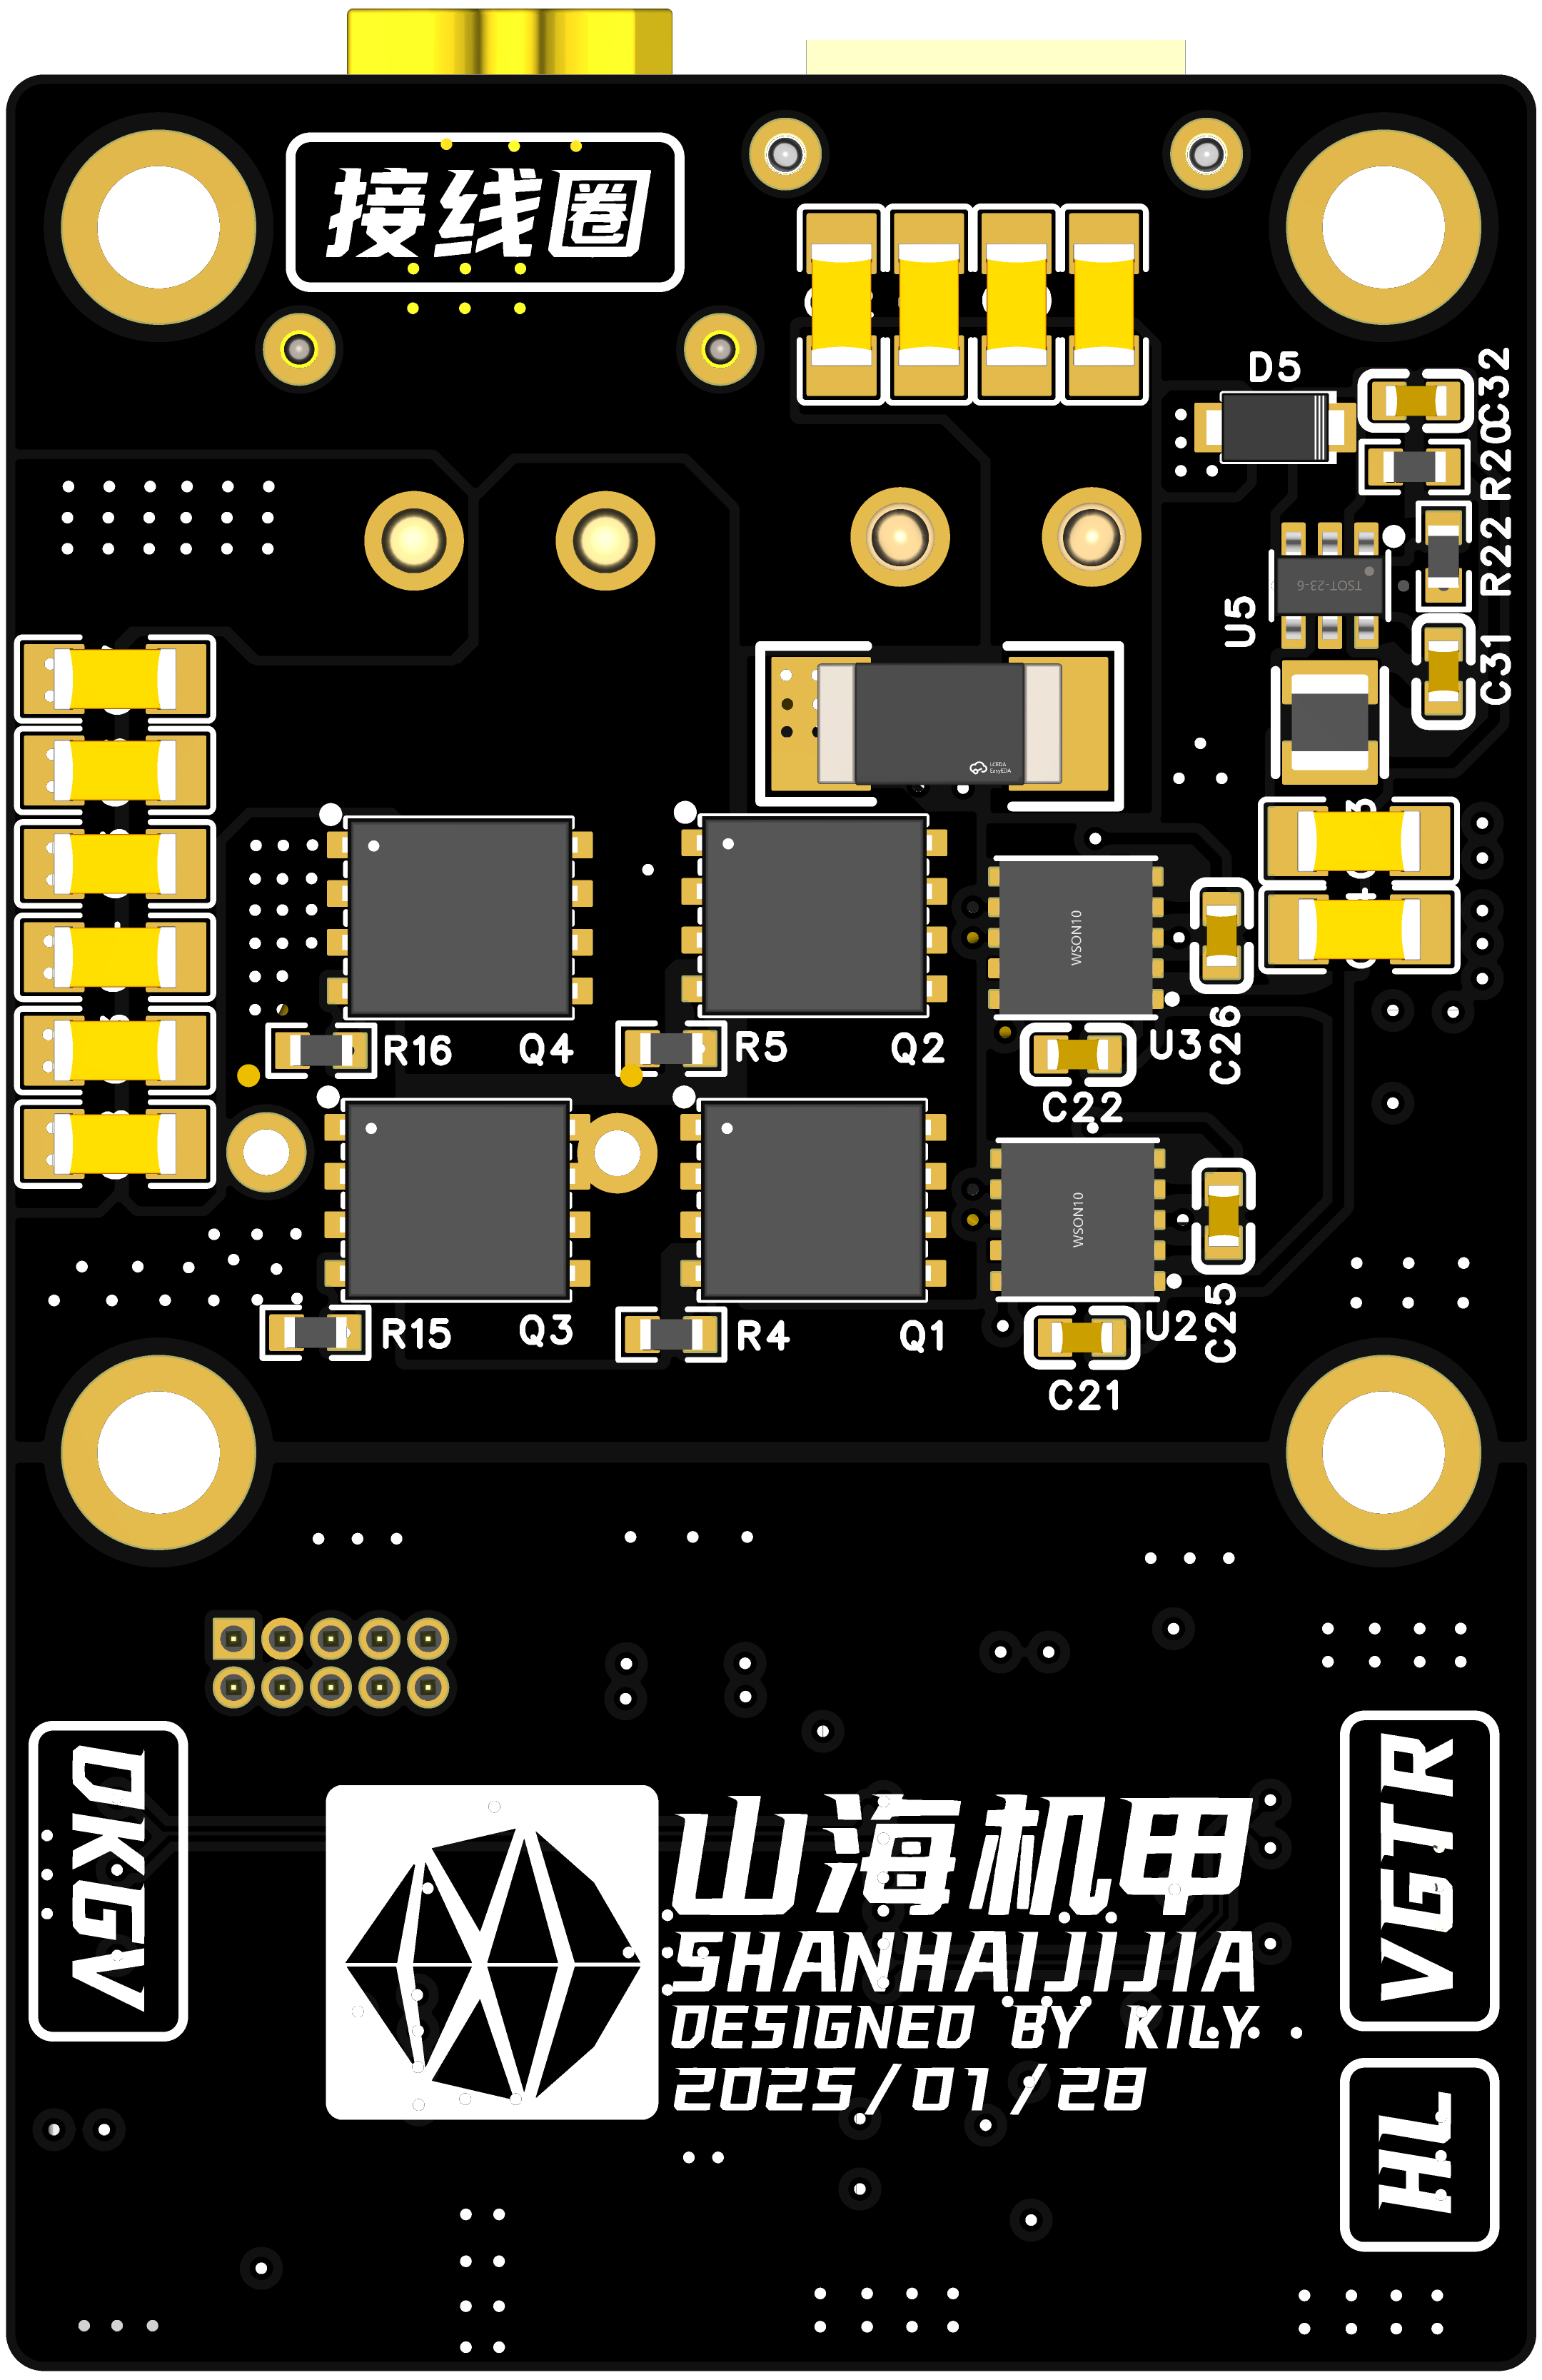 接线圈
D5
C32
R20
R22
TSOT-23-6
U5
C31
LCEDA
EasyEDA
WSON10
R16
Q4
R5
Q2
U3
C26
C22
WSON10
R15
Q3
R4
Q1
U2
C25
C21
DKGV
VGTR
山海机甲
SHANHAIJIJIA
DESIGNED BY KILY
2025/01/28
HL